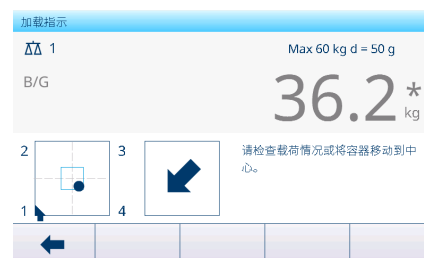 加载指示
1
Max 60 kg d = 50 g
B/G
36.2 *
kg
2
3
请检查载荷情况或将容器移动到中
心。
1
4